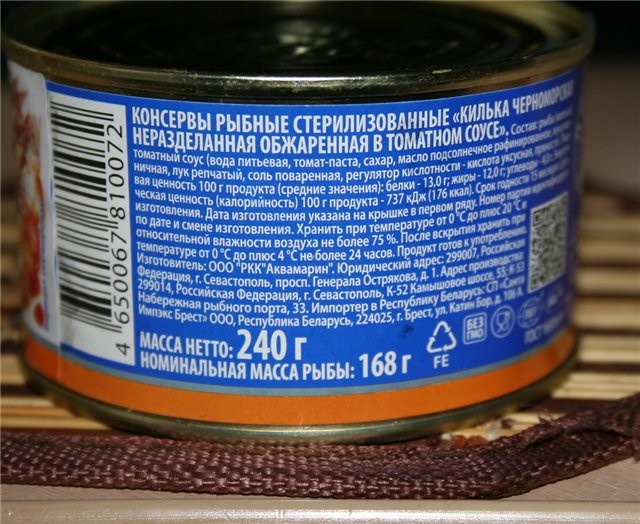 КОНСЕРВЫ РЫБНЫЕ СТЕРИЛИЗОВАННЫЕ «КИЛЬКА ЧЕРНОМОРСКАЯ
НЕРАЗДЕЛАННАЯ ОБЖАРЕННАЯ В ТОМАТНОМ СОУСЕ». Состав: рыба,
томатный соус (вода питьевая, томат-паста, сахар, масло подсолнечное рафинированное,
ничная, лук репчатый, соль поваренная, регулятор кислотности - кислота уксусная,
вая ценность 100 г продукта (средние значения): белки - 13,0 г; жиры - 12,0 г; углеводы -
ческая ценность (калорийность) 100 г продукта - 737 кДж (176 ккал). Срок годности 15 месяцев
изготовления. Дата изготовления указана на крышке в первом ряду. Номер партии
по дате и смене изготовления. Хранить при температуре от 0 °С до плюс 20 °С и
относительной влажности воздуха не более 75 %. После вскрытия хранить при
температуре от 0 °С до плюс 4 °С не более 24 часов. Продукт готов к употреблению.
Изготовитель: ООО "РКК"Аквамарин". Юридический адрес: 299007, Российская
Федерация, г. Севастополь, просп. Генерала Острякова, д. 1. Адрес производства:
299014, Российская Федерация, г. Севастополь, ул. Камышовое шоссе, 55; К-53
Набережная рыбного порта, 33. Импортер в Республику Беларусь: СП «Санта
Импэкс Брест» ООО, Республика Беларусь, 224025, г. Брест, ул. Катин Бор, д. 106 А.
МАССА НЕТТО: 240 г
НОМИНАЛЬНАЯ МАССА РЫБЫ: 168 г
FE
БЕЗ
ГМО
ГОСТ
4 650067 810072